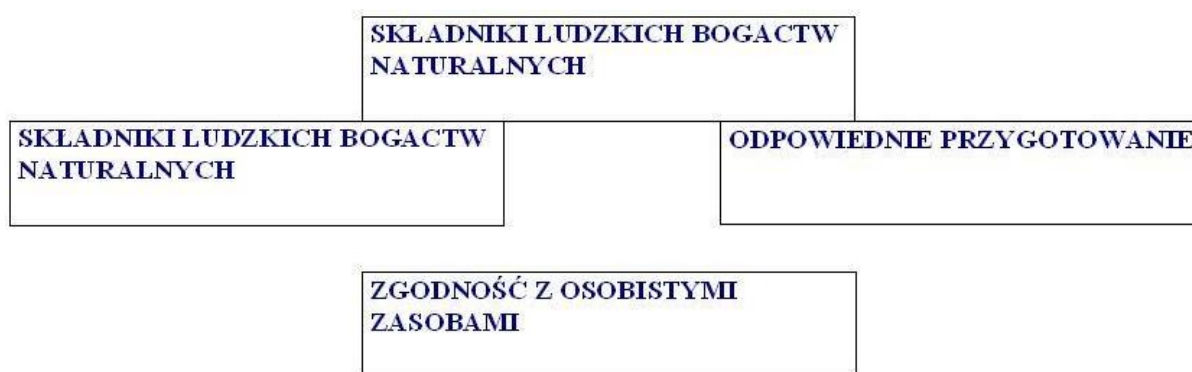 SKŁADNIKI LUDZKICH BOGACTW
NATURALNYCH
SKŁADNIKI LUDZKICH BOGACTW
NATURALNYCH
ODPOWIEDNIE PRZYGOTOWANIE
ZGODNOŚĆ Z OSOBISTYMI
ZASOBAMI